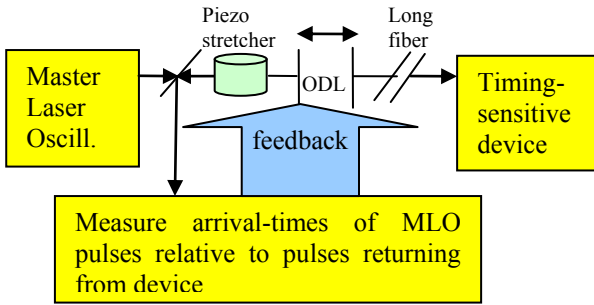 Piezo
stretcher
Long
fiber
Master
Laser
Oscill.
ODL
Timing-
sensitive
device
feedback
Measure arrival-times of MLO
pulses relative to pulses returning
from device